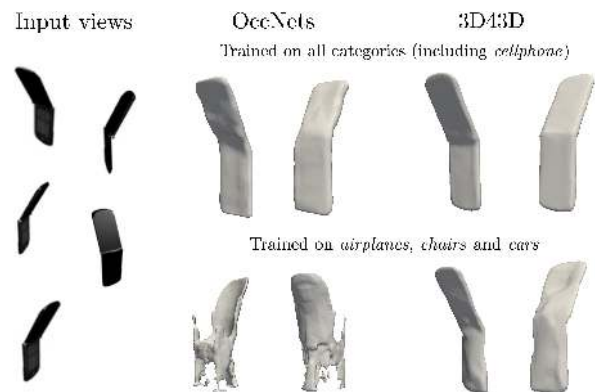 Input views
OccNets
3D43D
Trained on all categories (including cellphone)
Trained on airplanes, chairs and cars